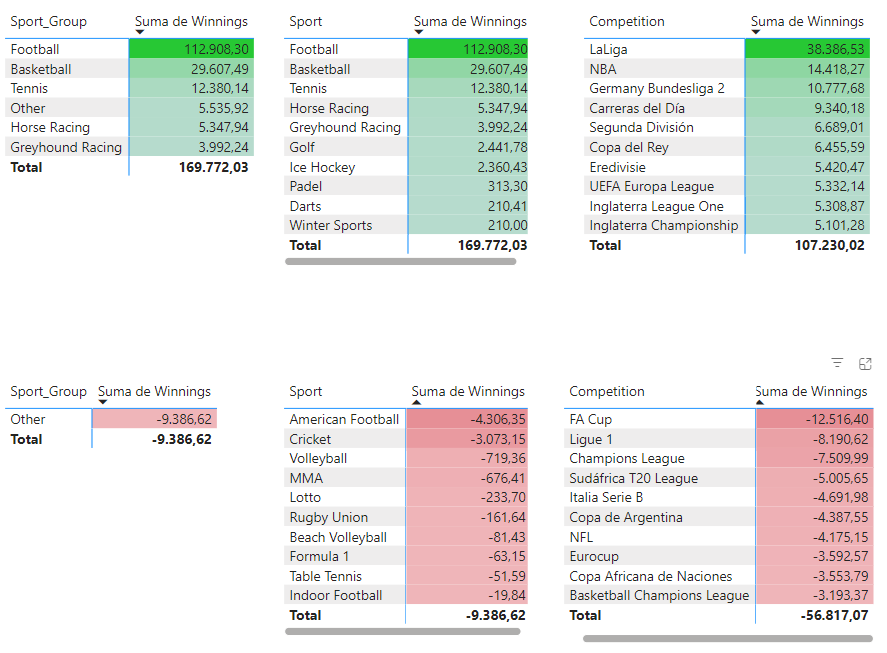 Sport_Group Suma de Winnings
Football 112.908,30
Basketball 29.607,49
Tennis 12.380,14
Other 5.535,92
Horse Racing 5.347,94
Greyhound Racing 3.992,24
Total 169.772,03
Sport Suma de Winnings
Football 112.908,30
Basketball 29.607,49
Tennis 12.380,14
Horse Racing 5.347,94
Greyhound Racing 3.992,24
Golf 2.441,78
Ice Hockey 2.360,43
Padel 313,30
Darts 210,41
Winter Sports 210,00
Total 169.772,03
Competition Suma de Winnings
LaLiga 38.386,53
NBA 14.418,27
Germany Bundesliga 2 10.777,68
Carreras del Día 9.340,18
Segunda División 6.689,01
Copa del Rey 6.455,59
Eredivisie 5.420,47
UEFA Europa League 5.332,14
Inglaterra League One 5.308,87
Inglaterra Championship 5.101,28
Total 107.230,02
Sport_Group Suma de Winnings
Other -9.386,62
Total -9.386,62
Sport Suma de Winnings
American Football -4.306,35
Cricket -3.073,15
Volleyball -719,36
MMA -676,41
Lotto -233,70
Rugby Union -161,64
Beach Volleyball -81,43
Formula 1 -63,15
Table Tennis -51,59
Indoor Football -19,84
Total -9.386,62
Competition Suma de Winnings
FA Cup -12.516,40
Ligue 1 -8.190,62
Champions League -7.509,99
Sudáfrica T20 League -5.005,65
Italia Serie B -4.691,98
Copa de Argentina -4.387,55
NFL -4.175,15
Eurocup -3.592,57
Copa Africana de Naciones -3.553,79
Basketball Champions League -3.193,37
Total -56.817,07